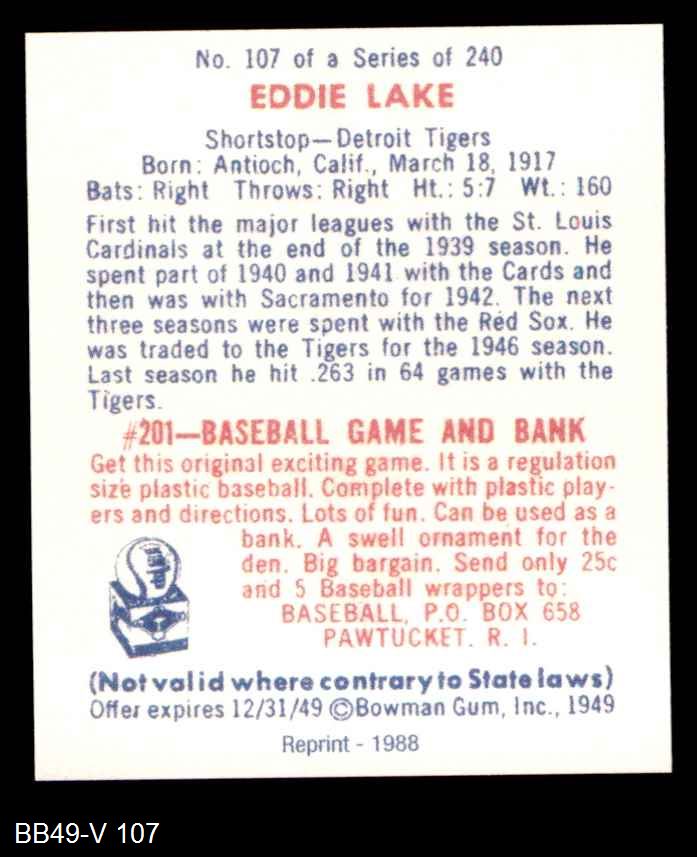 No. 107 of a Series of 240
EDDIE LAKE
Shortstop—Detroit Tigers
Born: Antioch, Calif., March 18, 1917
Bats: Right Throws: Right Ht.: 5:7 Wt.: 160
First hit the major leagues with the St. Louis
Cardinals at the end of the 1939 season. He
spent part of 1940 and 1941 with the Cards and
then was with Sacramento for 1942. The next
three seasons were spent with the Red Sox. He
was traded to the Tigers for the 1946 season.
Last season he hit .263 in 64 games with the
Tigers.
#201—BASEBALL GAME AND BANK
Get this original exciting game. It is a regulation
size plastic baseball. Complete with plastic play-
ers and directions. Lots of fun. Can be used as a
bank. A swell ornament for the
den. Big bargain. Send only 25c
and 5 Baseball wrappers to:
BASEBALL, P.O. BOX 658
PAWTUCKET, R. I.
(Not valid where contrary to State laws)
Offer expires 12/31/49 ©Bowman Gum, Inc., 1949
Reprint - 1988
BB49-V 107